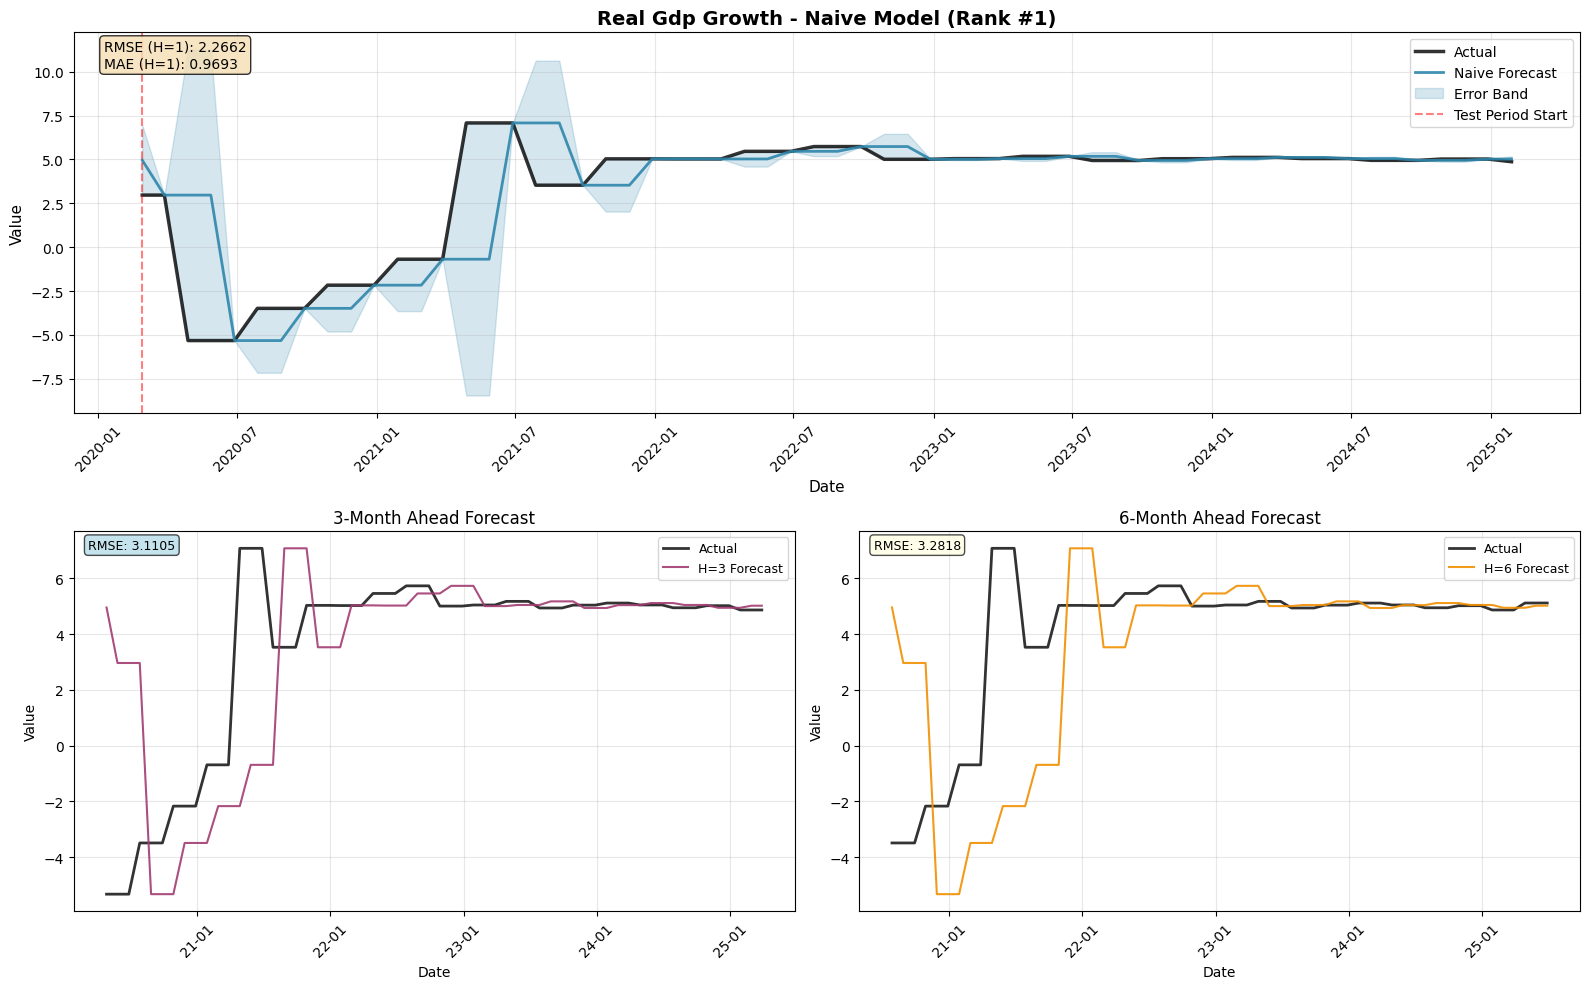 Real Gdp Growth - Naive Model (Rank #1)
RMSE (H=1): 2.2662
MAE (H=1): 0.9693
Actual
Naive Forecast
Error Band
Test Period Start
Value
10.0
7.5
5.0
2.5
0.0
−2.5
−5.0
−7.5
2020-01
2020-07
2021-01
2021-07
2022-01
2022-07
2023-01
2023-07
2024-01
2024-07
2025-01
Date
3-Month Ahead Forecast
RMSE: 3.1105
Actual
H=3 Forecast
Value
6
4
2
0
−2
−4
21-01
22-01
23-01
24-01
25-01
Date
6-Month Ahead Forecast
RMSE: 3.2818
Actual
H=6 Forecast
Value
6
4
2
0
−2
−4
21-01
22-01
23-01
24-01
25-01
Date